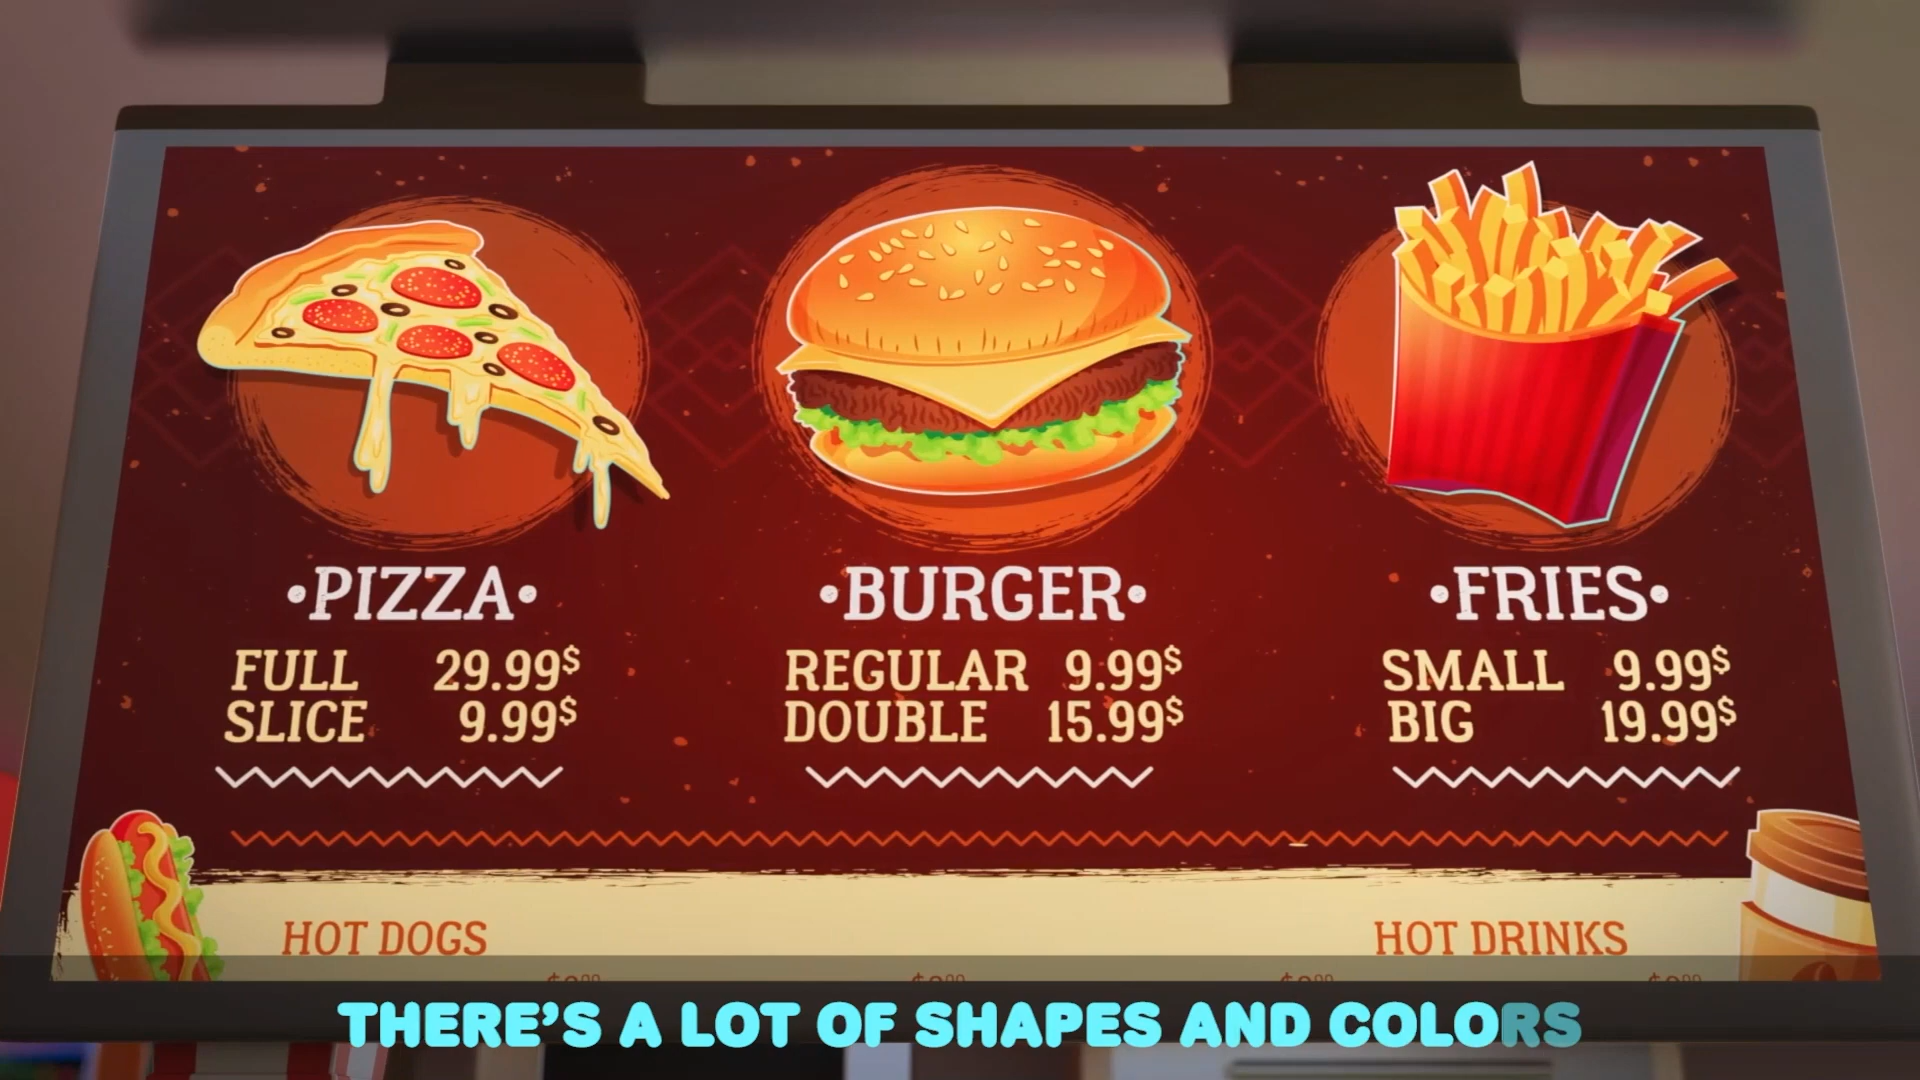 •PIZZA•
FULL 29.99$
SLICE 9.99$
•BURGER•
REGULAR 9.99$
DOUBLE 15.99$
•FRIES•
SMALL 9.99$
BIG 19.99$
HOT DOGS
HOT DRINKS
THERE'S A LOT OF SHAPES AND COLORS